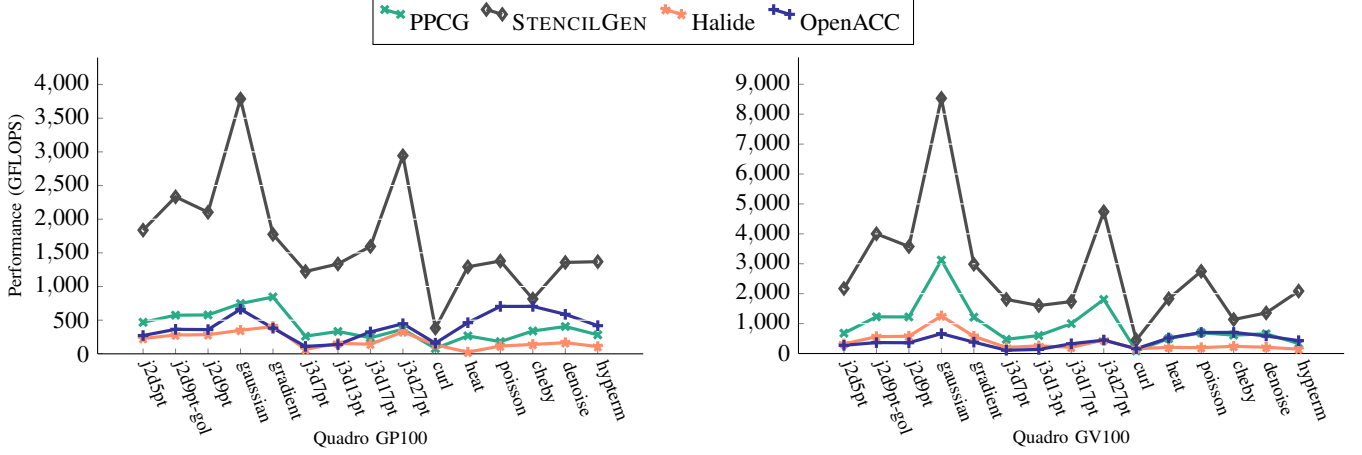 PPCG STENCILGEN Halide OpenACC
Performance (GFLOPS)
4,000
3,500
3,000
2,500
2,000
1,500
1,000
500
0
j2d5pt
j2d9pt-gol
j2d9pt
gaussian
gradient
j3d7pt
j3d13pt
j3d17pt
j3d27pt
curl
heat
poisson
cheby
denoise
hypterm
Quadro GP100
9,000
8,000
7,000
6,000
5,000
4,000
3,000
2,000
1,000
0
j2d5pt
j2d9pt-gol
j2d9pt
gaussian
gradient
j3d7pt
j3d13pt
j3d17pt
j3d27pt
curl
heat
poisson
cheby
denoise
hypterm
Quadro GV100